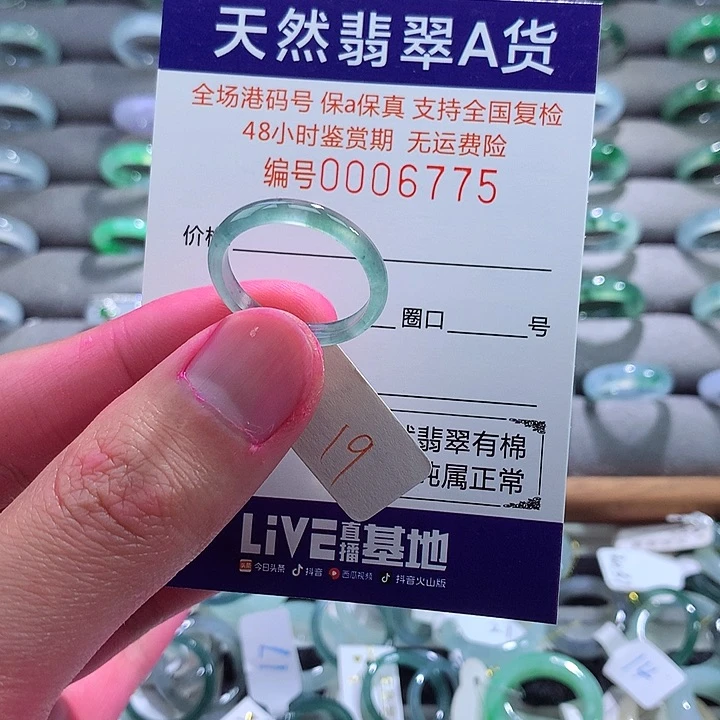 天然翡翠A货
全场港码号 保a保真 支持全国复检
48小时鉴赏期 无运费险
编号0006775
价
圈口 号
19
翡翠有棉
属正常
LiVE直播基地
今日头条 抖音 西瓜视频 抖音火山版
17
14